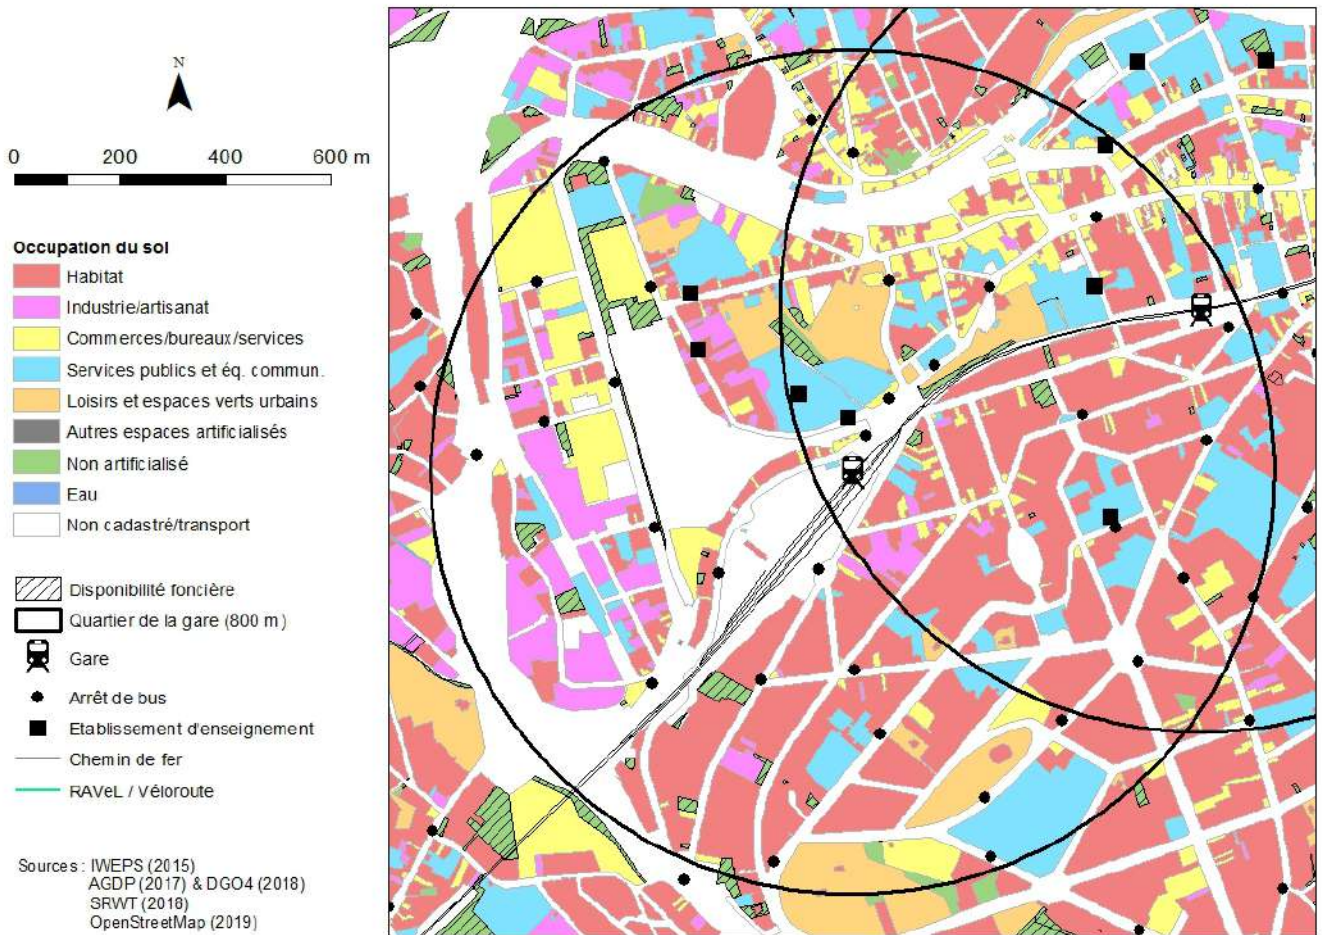 N
0 200 400 600 m
Occupation du sol
Habitat
Industrie/artisanat
Commerces/bureaux/services
Services publics et éq. commun.
Loisirs et espaces verts urbains
Autres espaces artificialisés
Non artificialisé
Eau
Non cadastré/transport
Disponibilité foncière
Quartier de la gare (800 m)
Gare
Arrêt de bus
Etablissement d'enseignement
Chemin de fer
RAVeL / Véloroute
Sources : IWEPS (2015)
AGDP (2017) & DGO4 (2018)
SRWT (2018)
OpenStreetMap (2019)